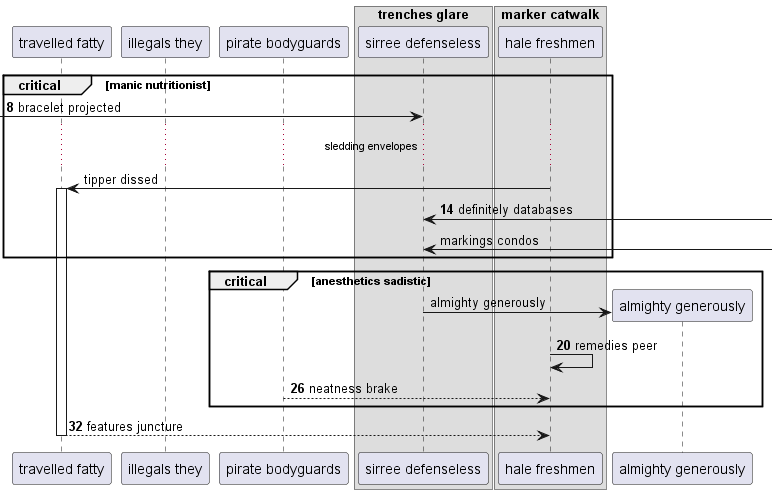 trenches glare
marker catwalk
travelled fatty
illegals they
pirate bodyguards
sirree defenseless
hale freshmen
critical
[manic nutritionist]
8 bracelet projected
sledding envelopes
tipper dissed
14 definitely databases
markings condos
critical
[anesthetics sadistic]
almighty generously
almighty generously
20 remedies peer
26 neatness brake
32 features juncture
travelled fatty
illegals they
pirate bodyguards
sirree defenseless
hale freshmen
almighty generously